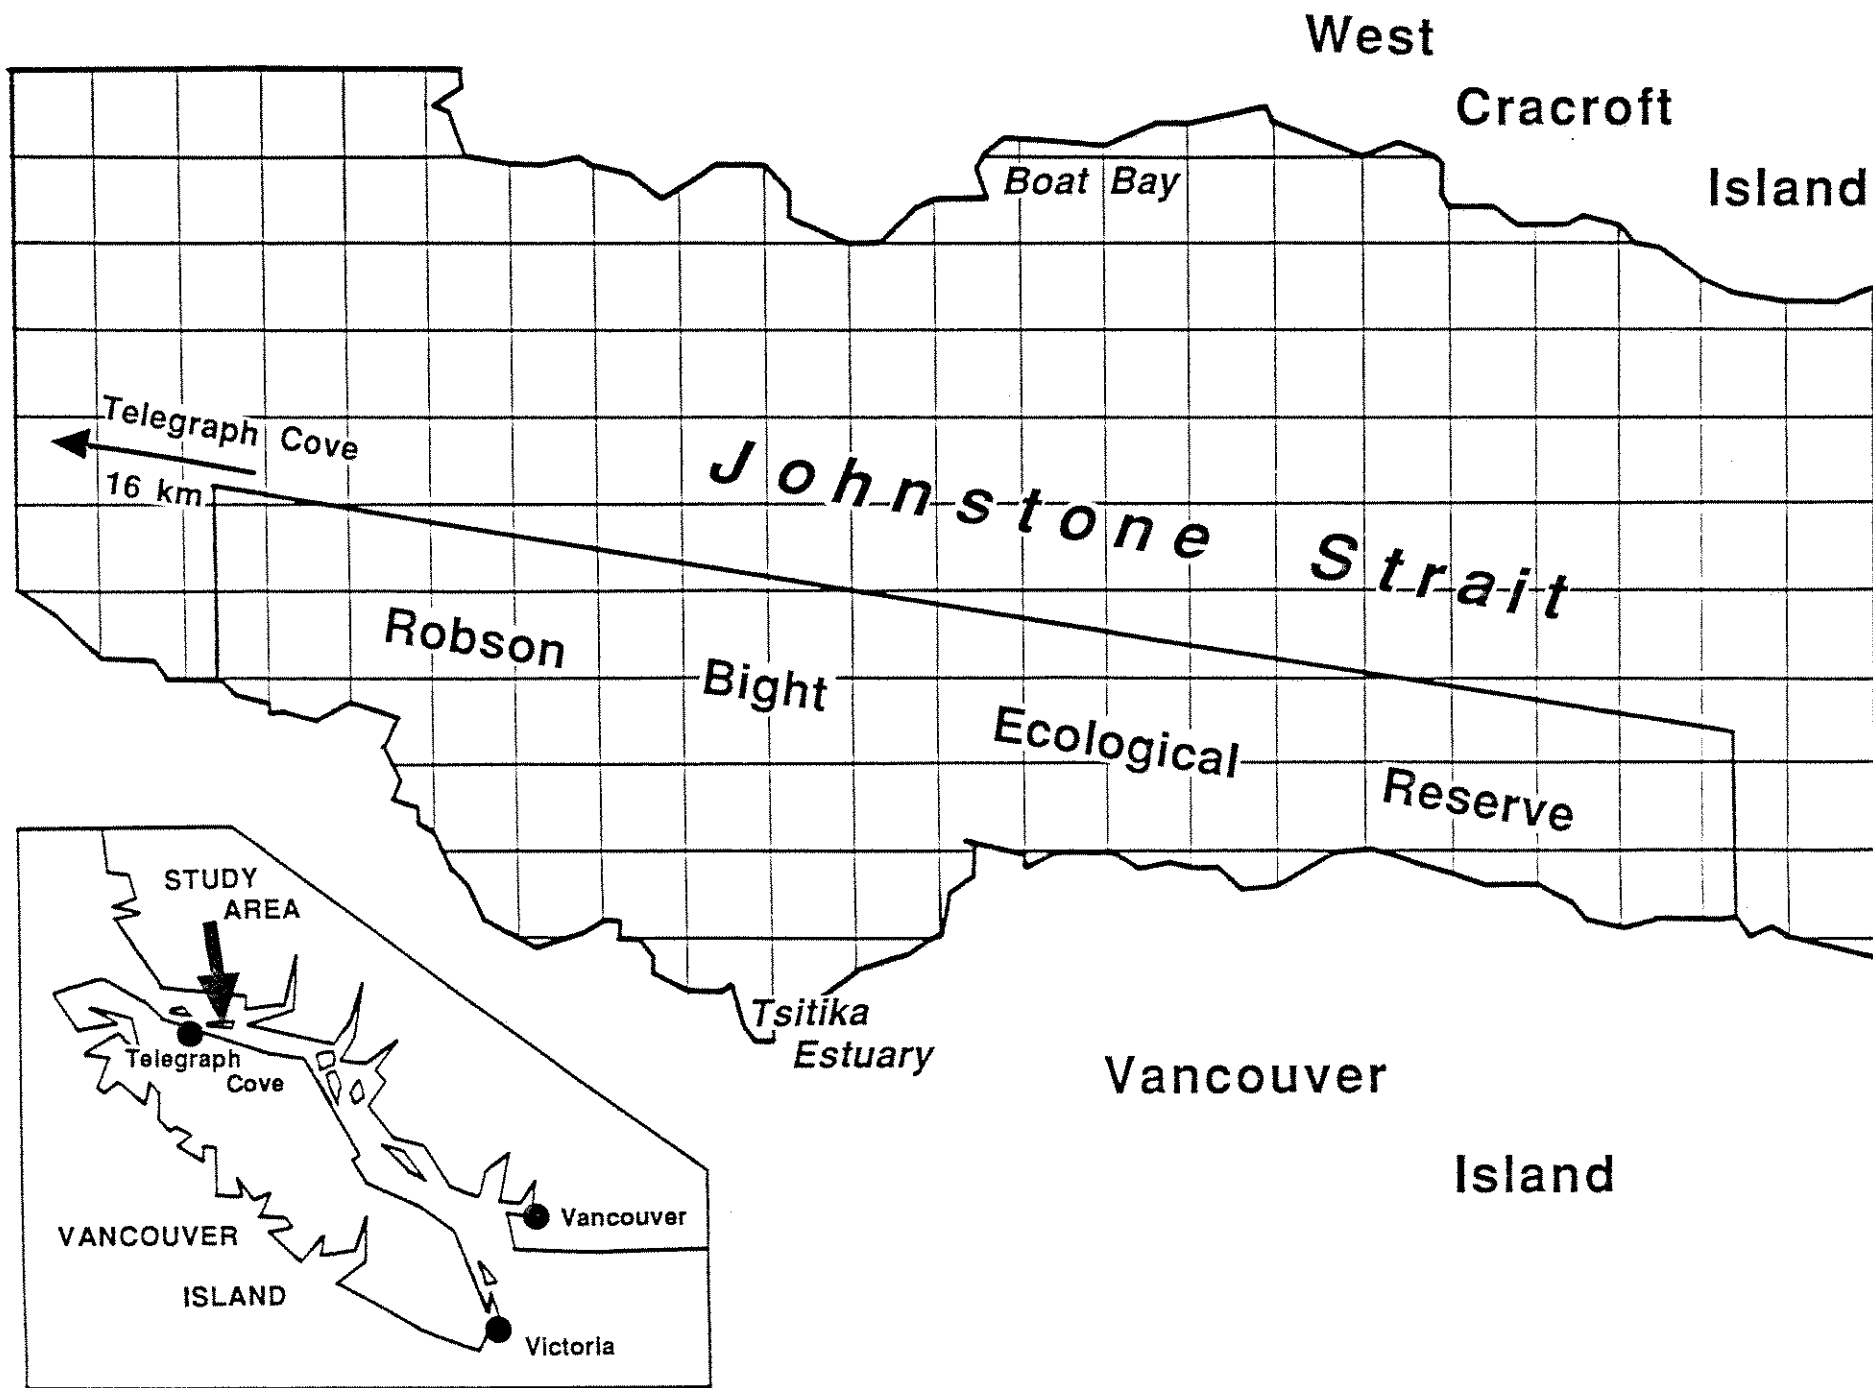 West
Cracroft
Island
Boat Bay
Telegraph Cove
16 km
Johnstone Strait
Robson Bight Ecological Reserve
Tsitika
Estuary
Vancouver
Island
STUDY
AREA
Telegraph
Cove
Vancouver
VANCOUVER
ISLAND
Victoria